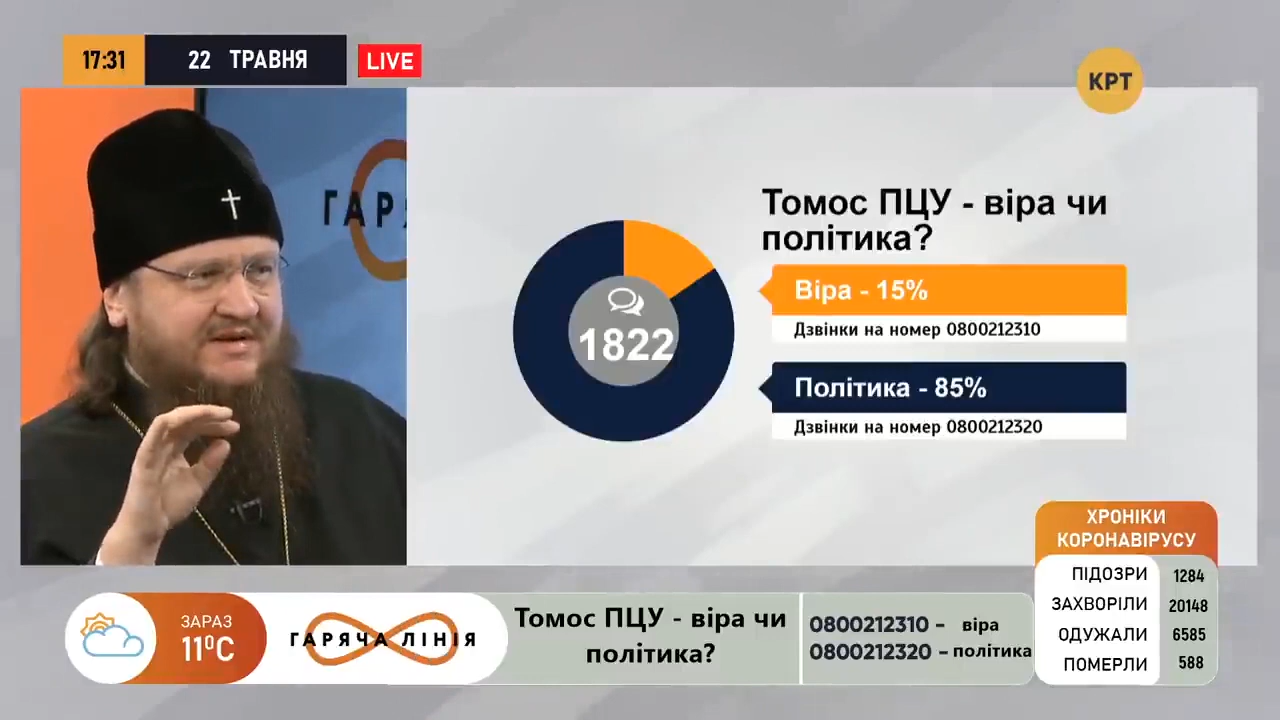 17:31
22 ТРАВНЯ
LIVE
КРТ
ГАРЯ
Томос ПЦУ - віра чи
політика?
Віра - 15%
Дзвінки на номер 0800212310
1822
Політика - 85%
Дзвінки на номер 0800212320
ХРОНІКИ
КОРОНАВІРУСУ
ПІДОЗРИ 1284
ЗАХВОРІЛИ 20148
ОДУЖАЛИ 6585
ПОМЕРЛИ 588
ЗАРАЗ
11ºC
ГАРЯЧА ЛІНІЯ
Томос ПЦУ - віра чи
політика?
0800212310 – віра
0800212320 – політика